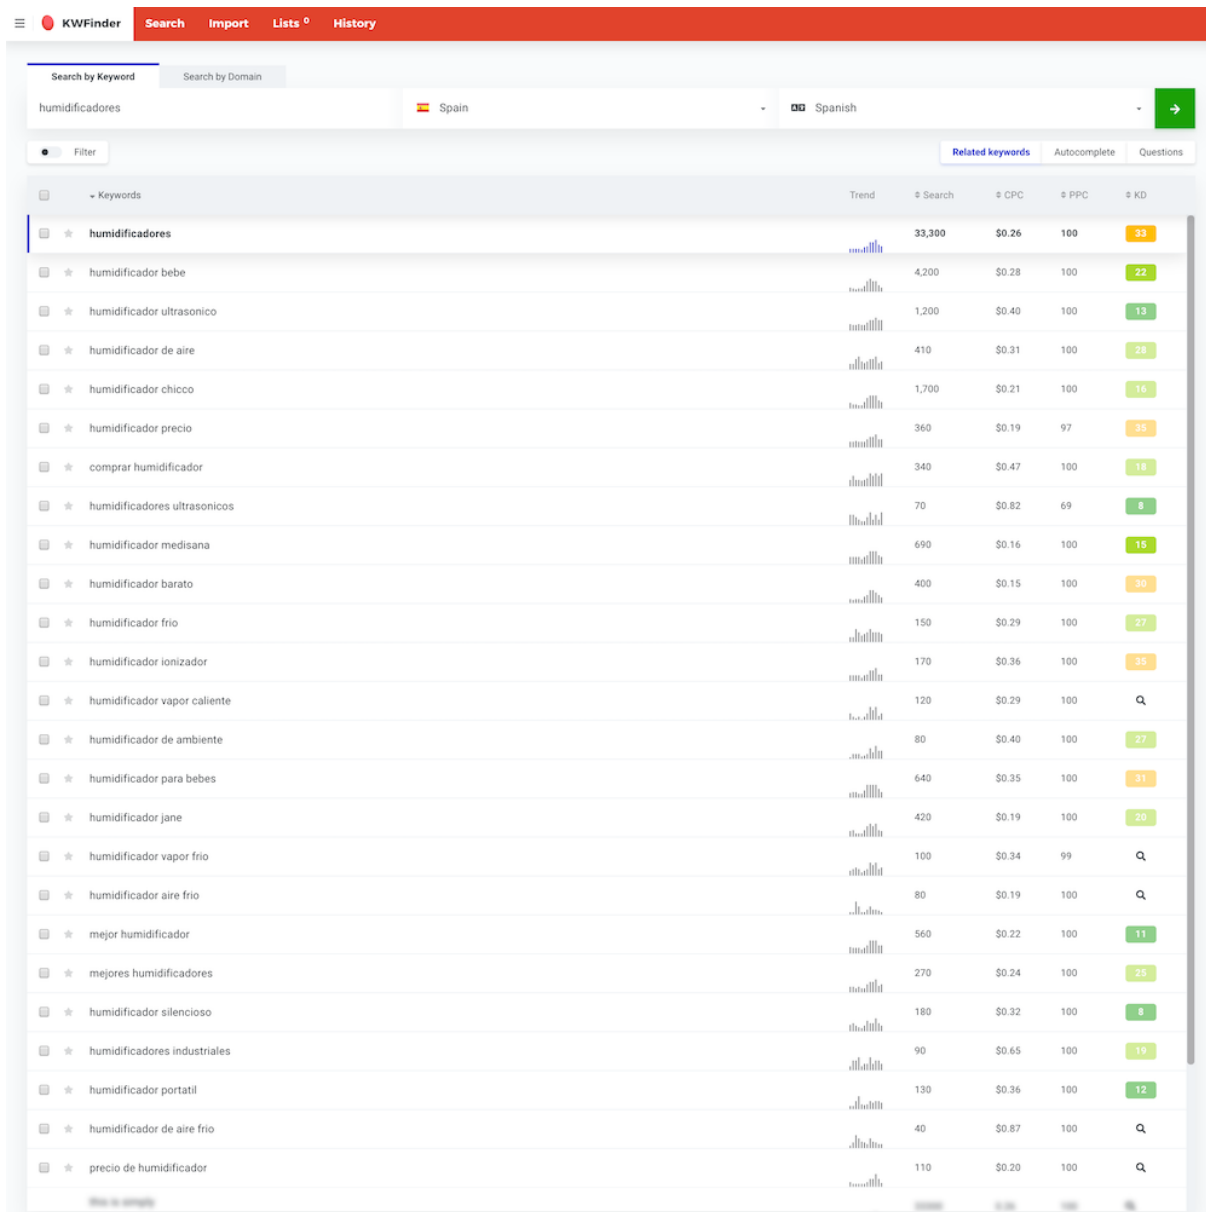 KWFinder Search Import Lists 0 History
Search by Keyword Search by Domain
humidificadores Spain Spanish
Filter Related keywords Autocomplete Questions
Keywords Trend Search CPC PPC KD
humidificadores 33,300 $0.26 100 33
humidificador bebe 4,200 $0.28 100 22
humidificador ultrasonico 1,200 $0.40 100 13
humidificador de aire 410 $0.31 100 28
humidificador chicco 1,700 $0.21 100 16
humidificador precio 360 $0.19 97 35
comprar humidificador 340 $0.47 100 18
humidificadores ultrasonicos 70 $0.82 69 8
humidificador medisana 690 $0.16 100 15
humidificador barato 400 $0.15 100 30
humidificador frio 150 $0.29 100 27
humidificador ionizador 170 $0.36 100 35
humidificador vapor caliente 120 $0.29 100
humidificador de ambiente 80 $0.40 100 27
humidificador para bebes 640 $0.35 100 31
humidificador jane 420 $0.19 100 20
humidificador vapor frio 100 $0.34 99
humidificador aire frio 80 $0.19 100
mejor humidificador 560 $0.22 100 11
mejores humidificadores 270 $0.24 100 25
humidificador silencioso 180 $0.32 100 8
humidificadores industriales 90 $0.65 100 19
humidificador portatil 130 $0.36 100 12
humidificador de aire frio 40 $0.87 100
precio de humidificador 110 $0.20 100
this is simply